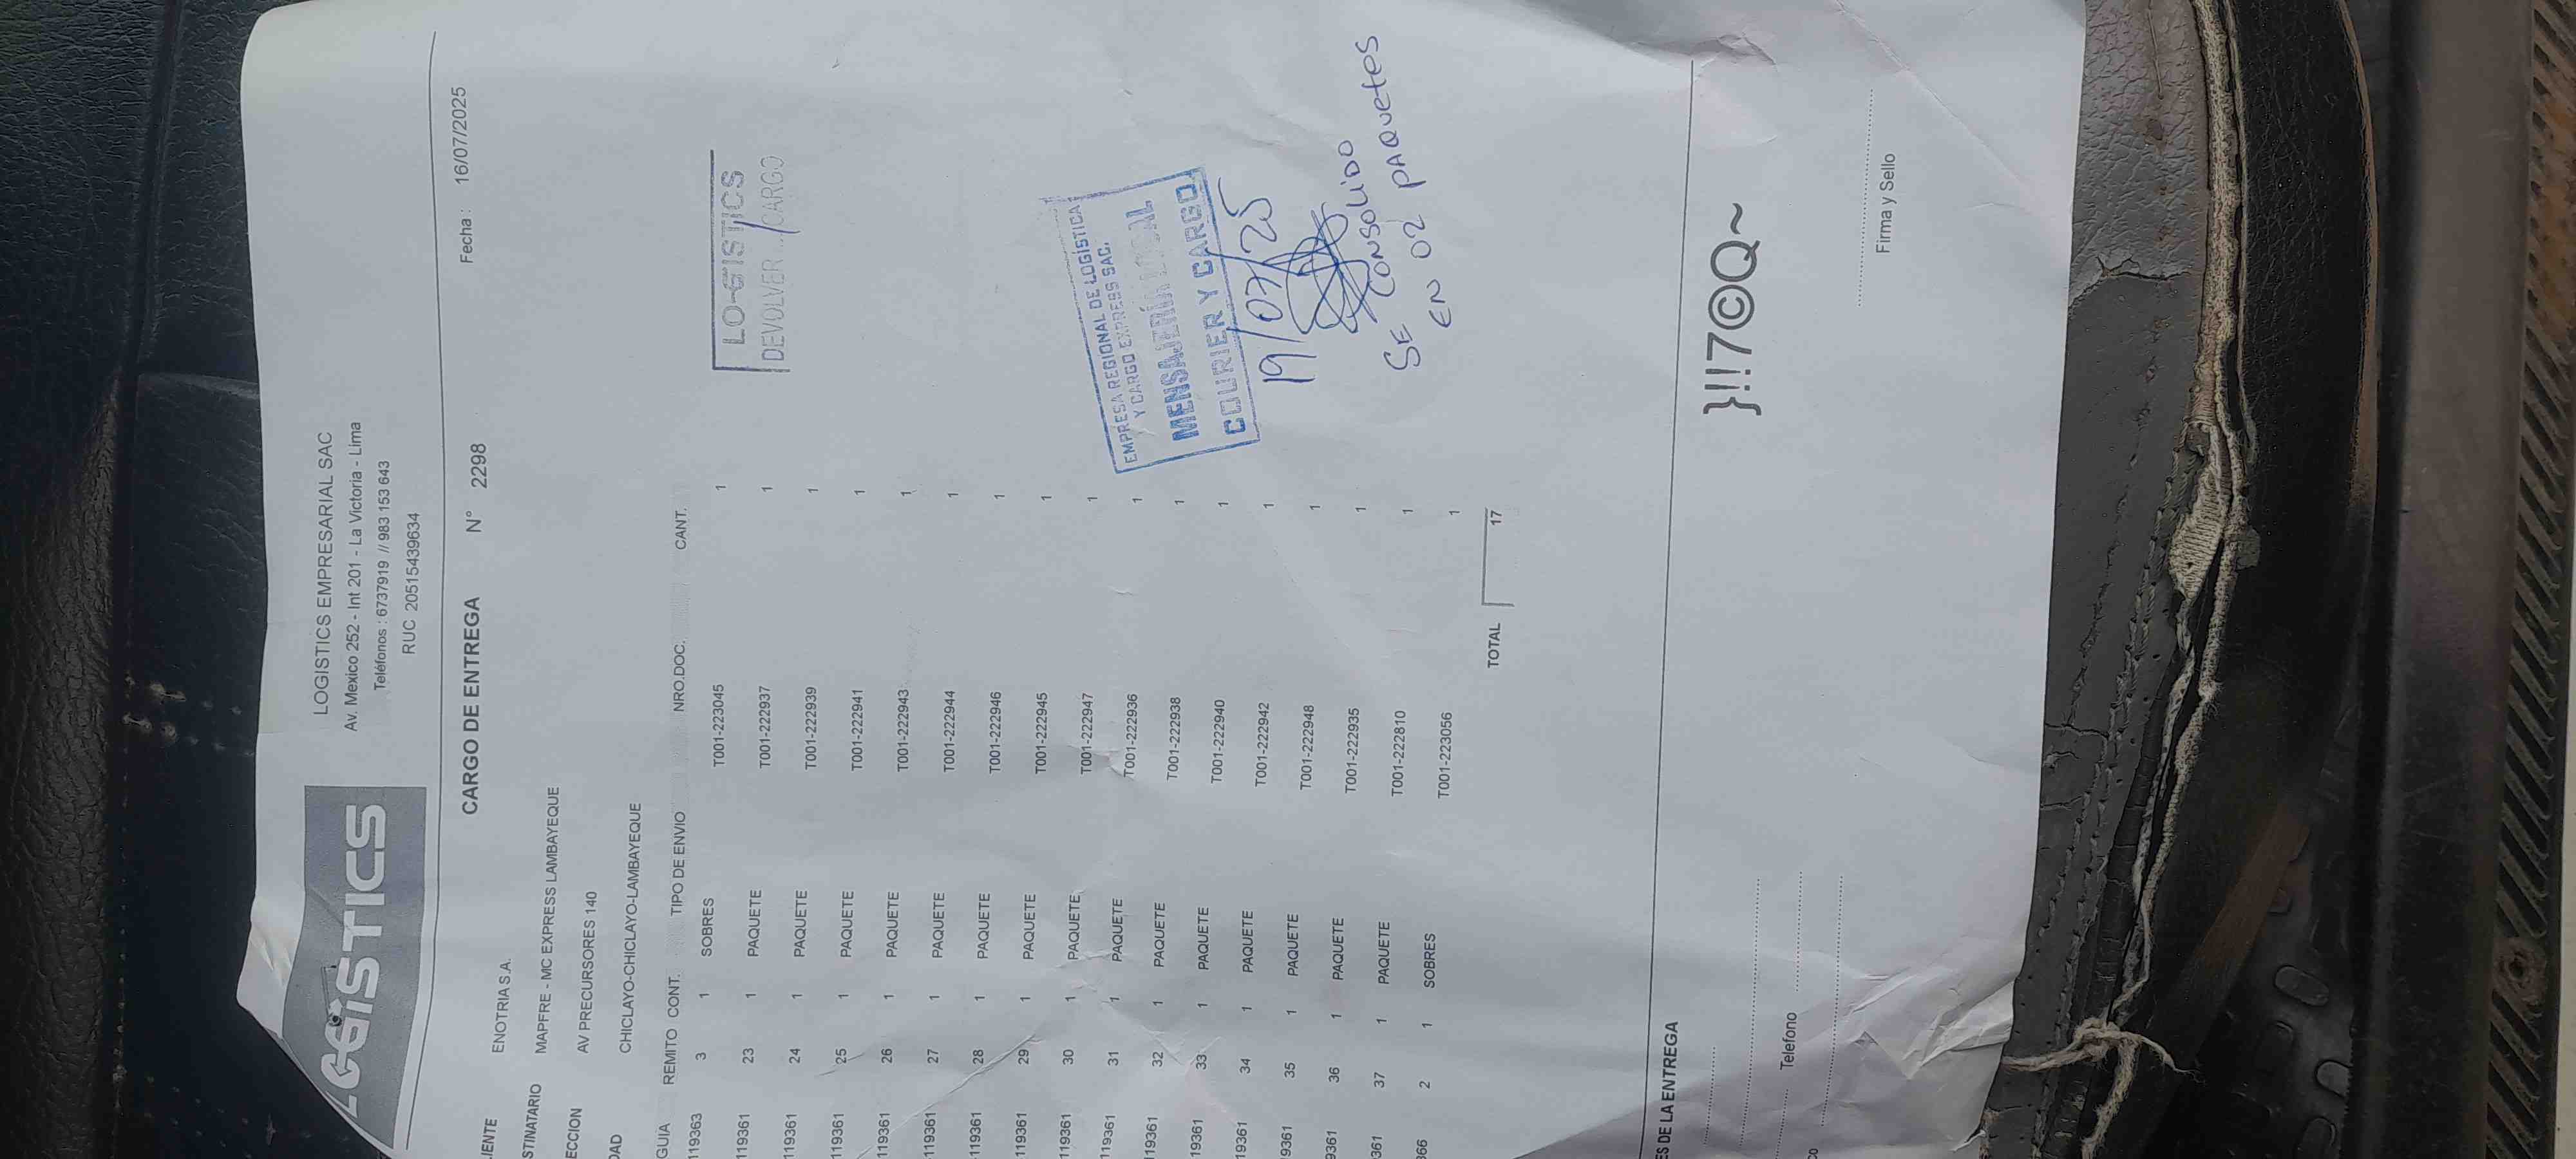 LOGISTICS
LOGISTICS EMPRESARIAL SAC
Av. Mexico 252 - Int 201 - La Victoria - Lima
Teléfonos : 6737919 // 983 153 643
RUC 20515439634
CARGO DE ENTREGA N° 2298 Fecha : 16/07/2025
IENTE ENOTRIA S.A.
STINATARIO MAPFRE - MC EXPRESS LAMBAYEQUE
ECCION AV PRECURSORES 140
DAD CHICLAYO-CHICLAYO-LAMBAYEQUE
GUIA REMITO CONT. TIPO DE ENVIO NRO.DOC. CANT.
119363 3 1 SOBRES T001-223045 1
119361 23 1 PAQUETE T001-222937 1
119361 24 1 PAQUETE T001-222939 1
119361 25 1 PAQUETE T001-222941 1
119361 26 1 PAQUETE T001-222943 1
119361 27 1 PAQUETE T001-222944 1
119361 28 1 PAQUETE T001-222946 1
119361 29 1 PAQUETE T001-222945 1
119361 30 1 PAQUETE T001-222947 1
119361 31 1 PAQUETE T001-222936 1
119361 32 1 PAQUETE T001-222938 1
19361 33 1 PAQUETE T001-222940 1
19361 34 1 PAQUETE T001-222942 1
9361 35 1 PAQUETE T001-222948 1
9361 36 1 PAQUETE T001-222935 1
361 37 1 PAQUETE T001-222810 1
366 2 1 SOBRES T001-223056 1
TOTAL 17
LO-GISTICS
DEVOLVER / CARGO
EMPRESA REGIONAL DE LOGÍSTICA
Y CARGO EXPRESS SAC.
MENSAJERÍA LOCAL
COURIER Y CARGO
19/07/25
SE CONSOLIDO
EN 02 PAQUETES
ES DE LA ENTREGA
}!!7©Q~
Telefono
co
Firma y Sello